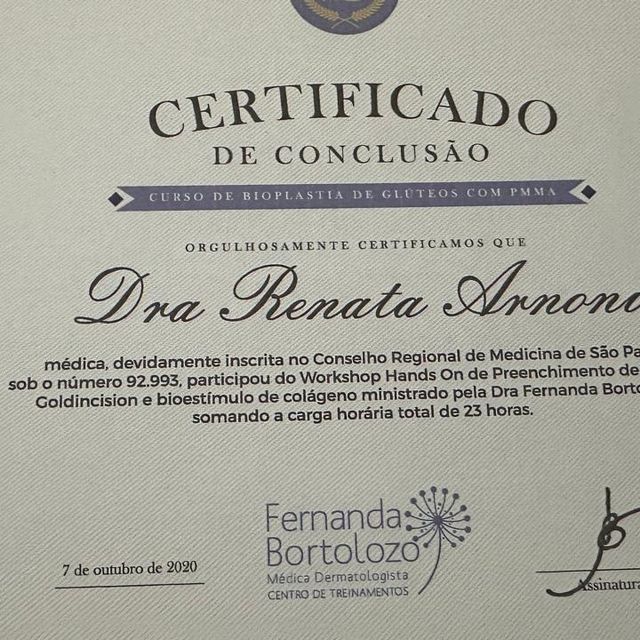 CERTIFICADO
DE CONCLUSÃO
CURSO DE BIOPLASTIA DE GLÚTEOS COM PMMA
ORGULHOSAMENTE CERTIFICAMOS QUE
Dra Renata Arnoni
médica, devidamente inscrita no Conselho Regional de Medicina de São Pa
sob o número 92.993, participou do Workshop Hands On de Preenchimento de
Goldincision e bioestímulo de colágeno ministrado pela Dra Fernanda Borto
somando a carga horária total de 23 horas.
Fernanda
Bortolozo
Médica Dermatologista
CENTRO DE TREINAMENTOS
7 de outubro de 2020
Assinatura